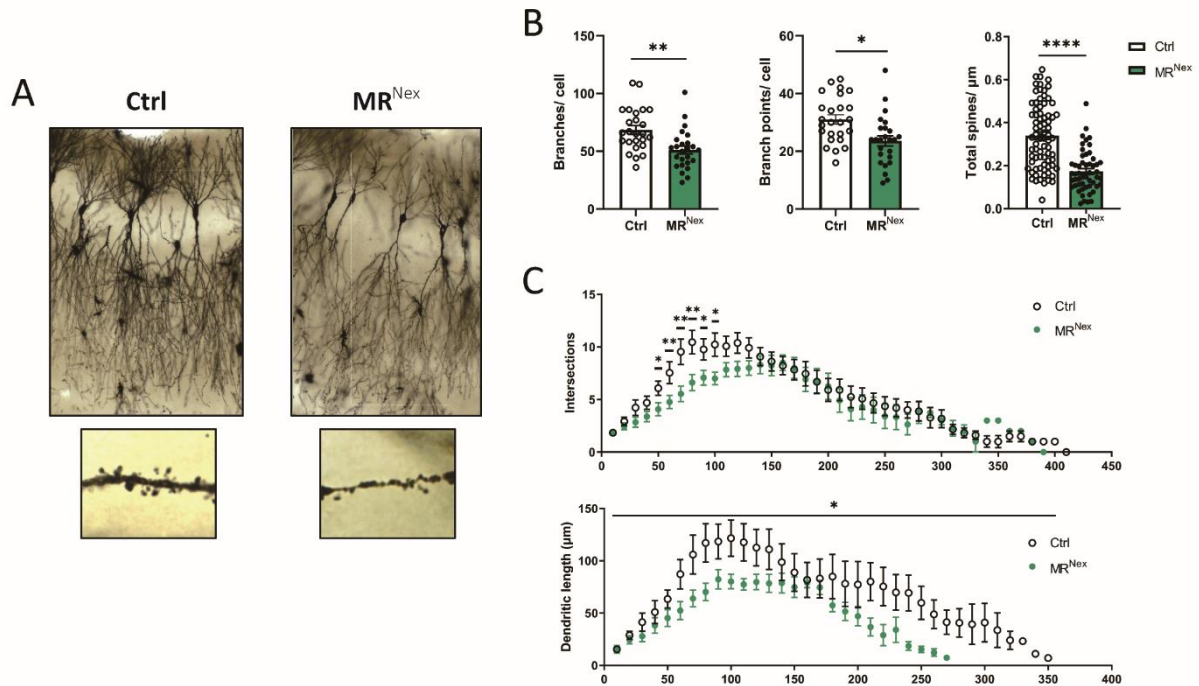 A
Ctrl
MR^Nex
B
Branches/ cell
150
100
50
0
Ctrl
MR^Nex
**
Branch points/ cell
60
40
20
0
Ctrl
MR^Nex
*
Total spines/ μm
0.8
0.6
0.4
0.2
0.0
Ctrl
MR^Nex
****
Ctrl
MR^Nex
C
Intersections
15
10
5
0
* ** ** ** * *
0 50 100 150 200 250 300 350 400 450
Ctrl
MR^Nex
Dendritic length (μm)
150
100
50
0
*
0 50 100 150 200 250 300 350 400
Ctrl
MR^Nex